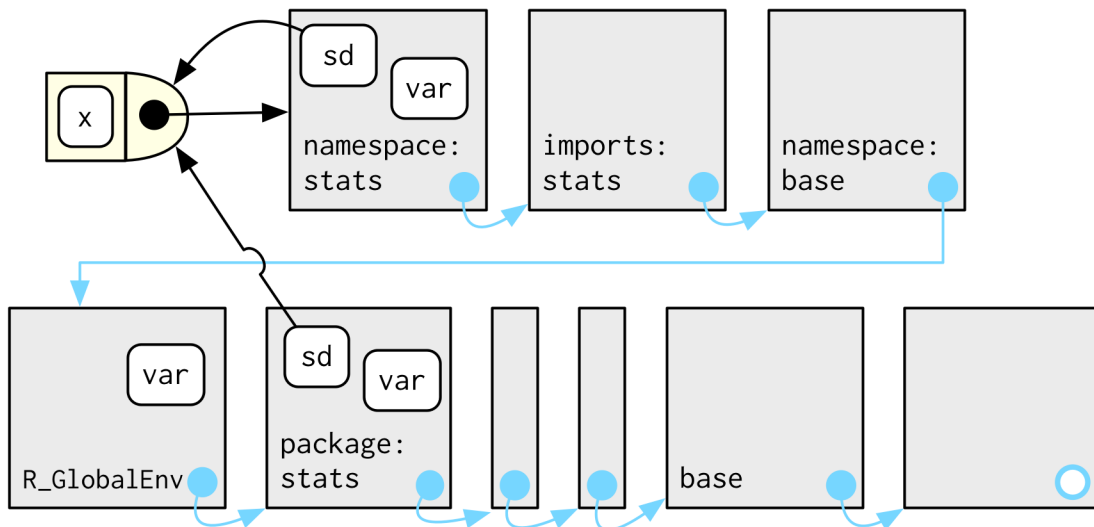 sd
var
x
namespace:
stats
imports:
stats
namespace:
base
var
sd
var
R_GlobalEnv
package:
stats
base